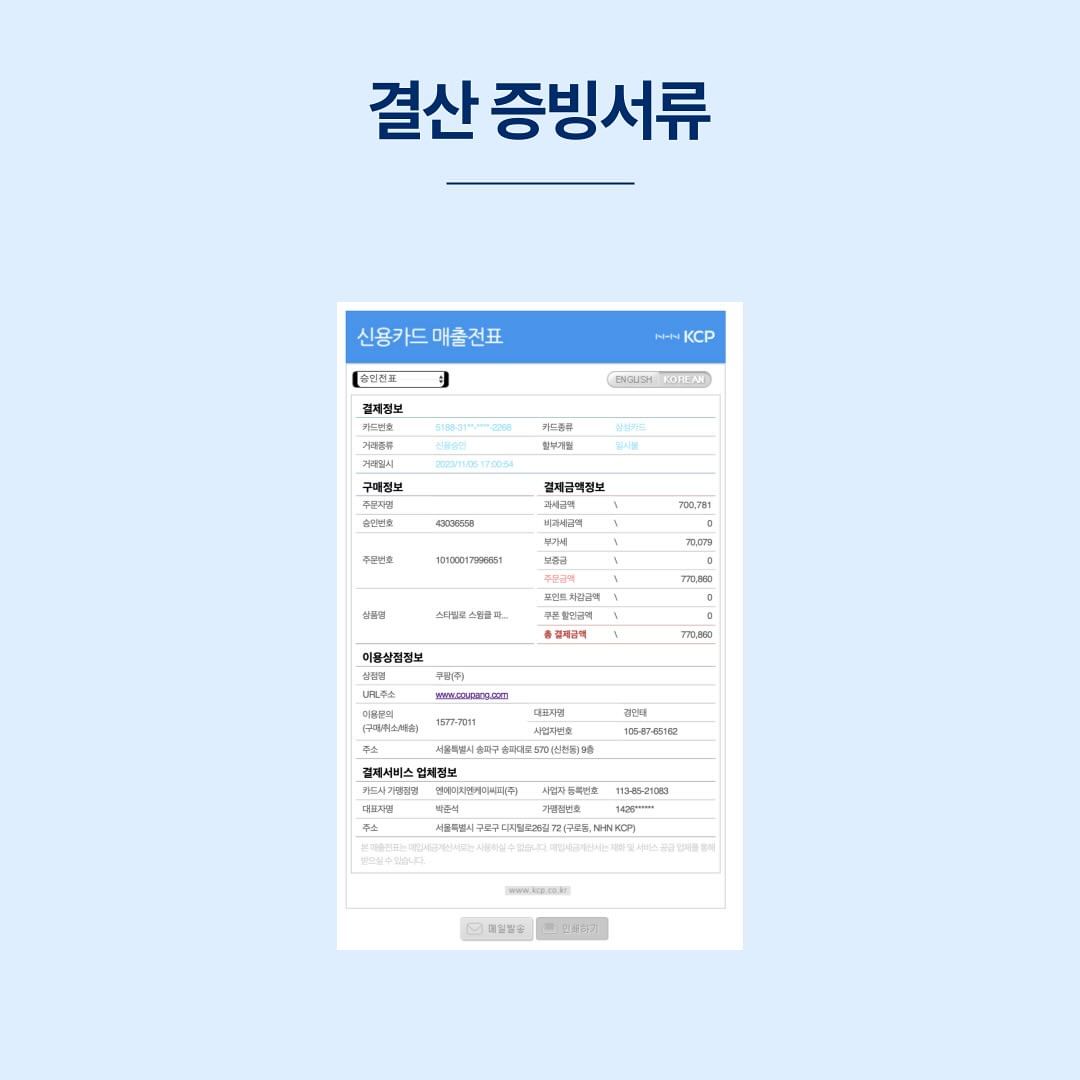 결산 증빙서류
신용카드 매출전표 NHN KCP
승인전표 ENGLISH KOREAN
결제정보
카드번호 5188-31**-****-2268 카드종류 삼성카드
거래종류 신용승인 할부개월 일시불
거래일시 2023/11/05 17:00:54
구매정보 결제금액정보
주문자명 과세금액 \ 700,781
승인번호 43036558 비과세금액 \ 0
부가세 \ 70,079
주문번호 10100017996651 보증금 \ 0
주문금액 \ 770,860
포인트 차감금액 \ 0
상품명 스타빌로 스윙쿨 파... 쿠폰 할인금액 \ 0
총 결제금액 \ 770,860
이용상점정보
상점명 쿠팡(주)
URL주소 www.coupang.com
이용문의
(구매/취소/배송) 1577-7011 대표자명 경인태
사업자번호 105-87-65162
주소 서울특별시 송파구 송파대로 570 (신천동) 9층
결제서비스 업체정보
카드사 가맹점명 엔에이치엔케이씨피(주) 사업자 등록번호 113-85-21083
대표자명 박준석 가맹점번호 1426******
주소 서울특별시 구로구 디지털로26길 72 (구로동, NHN KCP)
본 매출전표는 매입세금계산서로는 사용하실 수 없습니다. 매입세금계산서는 재화 및 서비스 공급 업체를 통해
받으실 수 있습니다.
www.kcp.co.kr
메일발송 인쇄하기